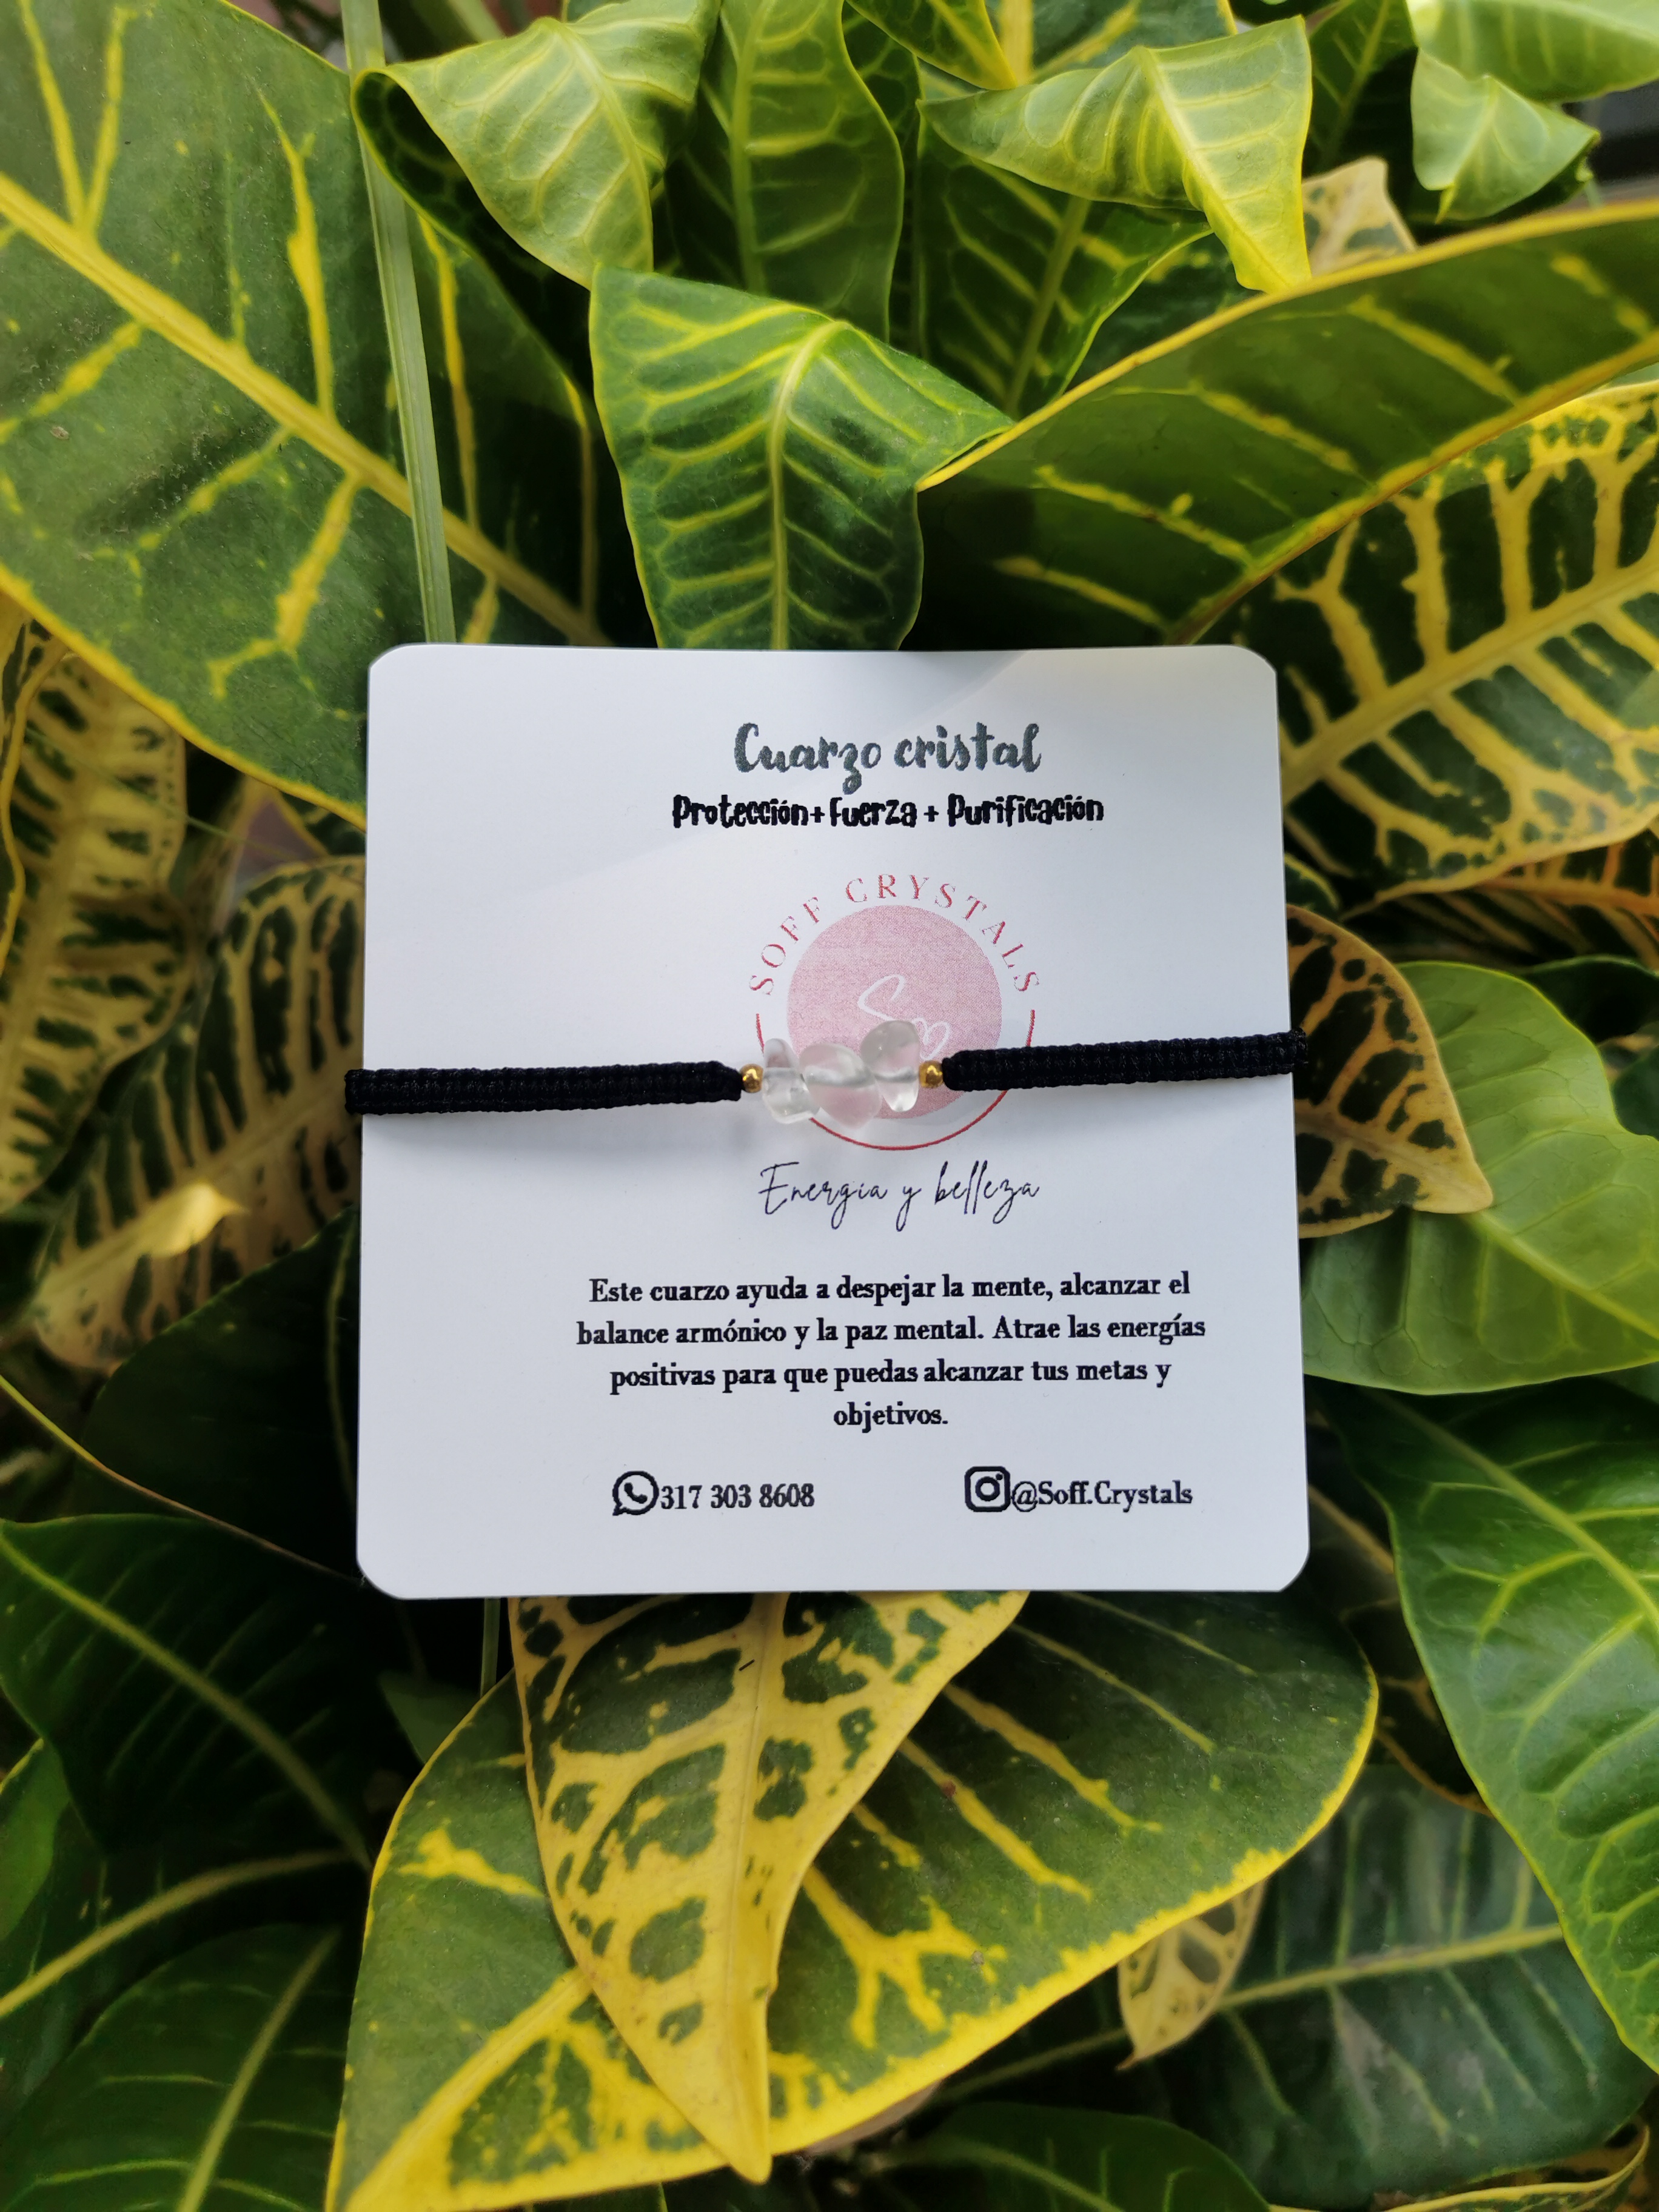 Cuarzo cristal
Protección+Fuerza + Purificación
SOFF CRYSTALS
Energia y belleza
Este cuarzo ayuda a despejar la mente, alcanzar el
balance armónico y la paz mental. Atrae las energías
positivas para que puedas alcanzar tus metas y
objetivos.
317 303 8608
@Soff.Crystals